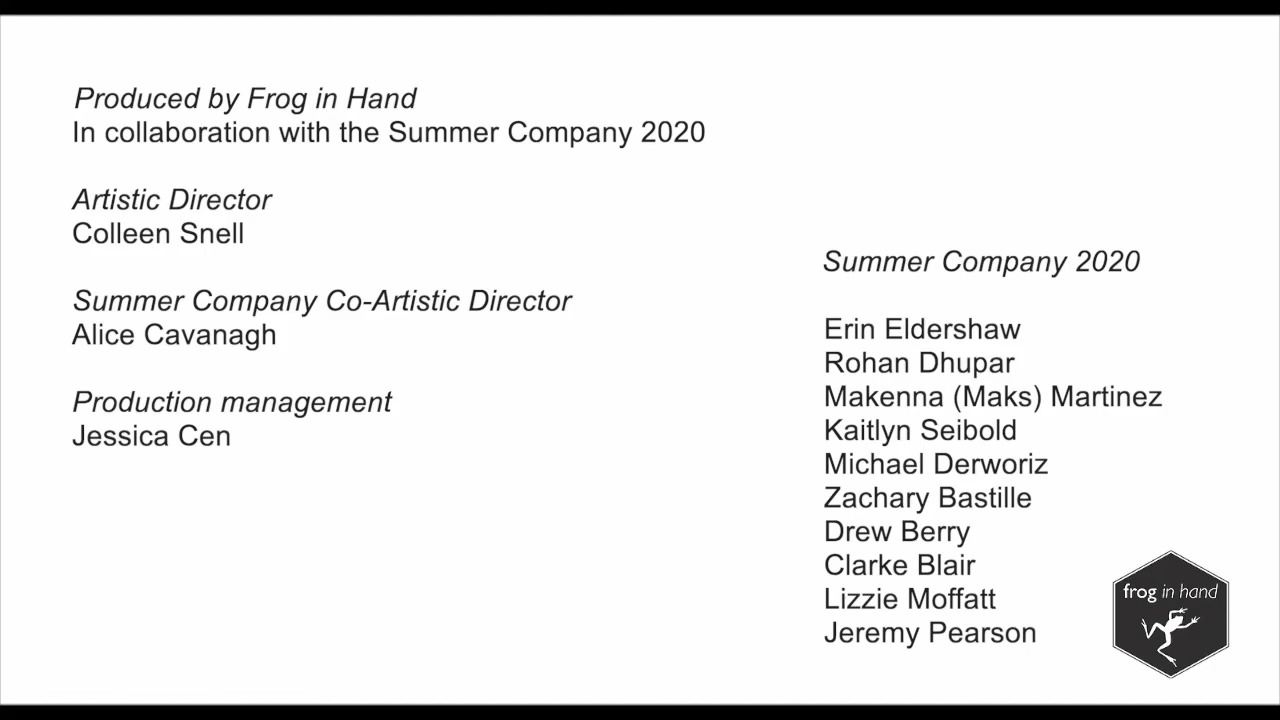 Produced by Frog in Hand
In collaboration with the Summer Company 2020
Artistic Director
Colleen Snell
Summer Company Co-Artistic Director
Alice Cavanagh
Production management
Jessica Cen
Summer Company 2020
Erin Eldershaw
Rohan Dhupar
Makenna (Maks) Martinez
Kaitlyn Seibold
Michael Derworiz
Zachary Bastille
Drew Berry
Clarke Blair
Lizzie Moffatt
Jeremy Pearson
frog in hand